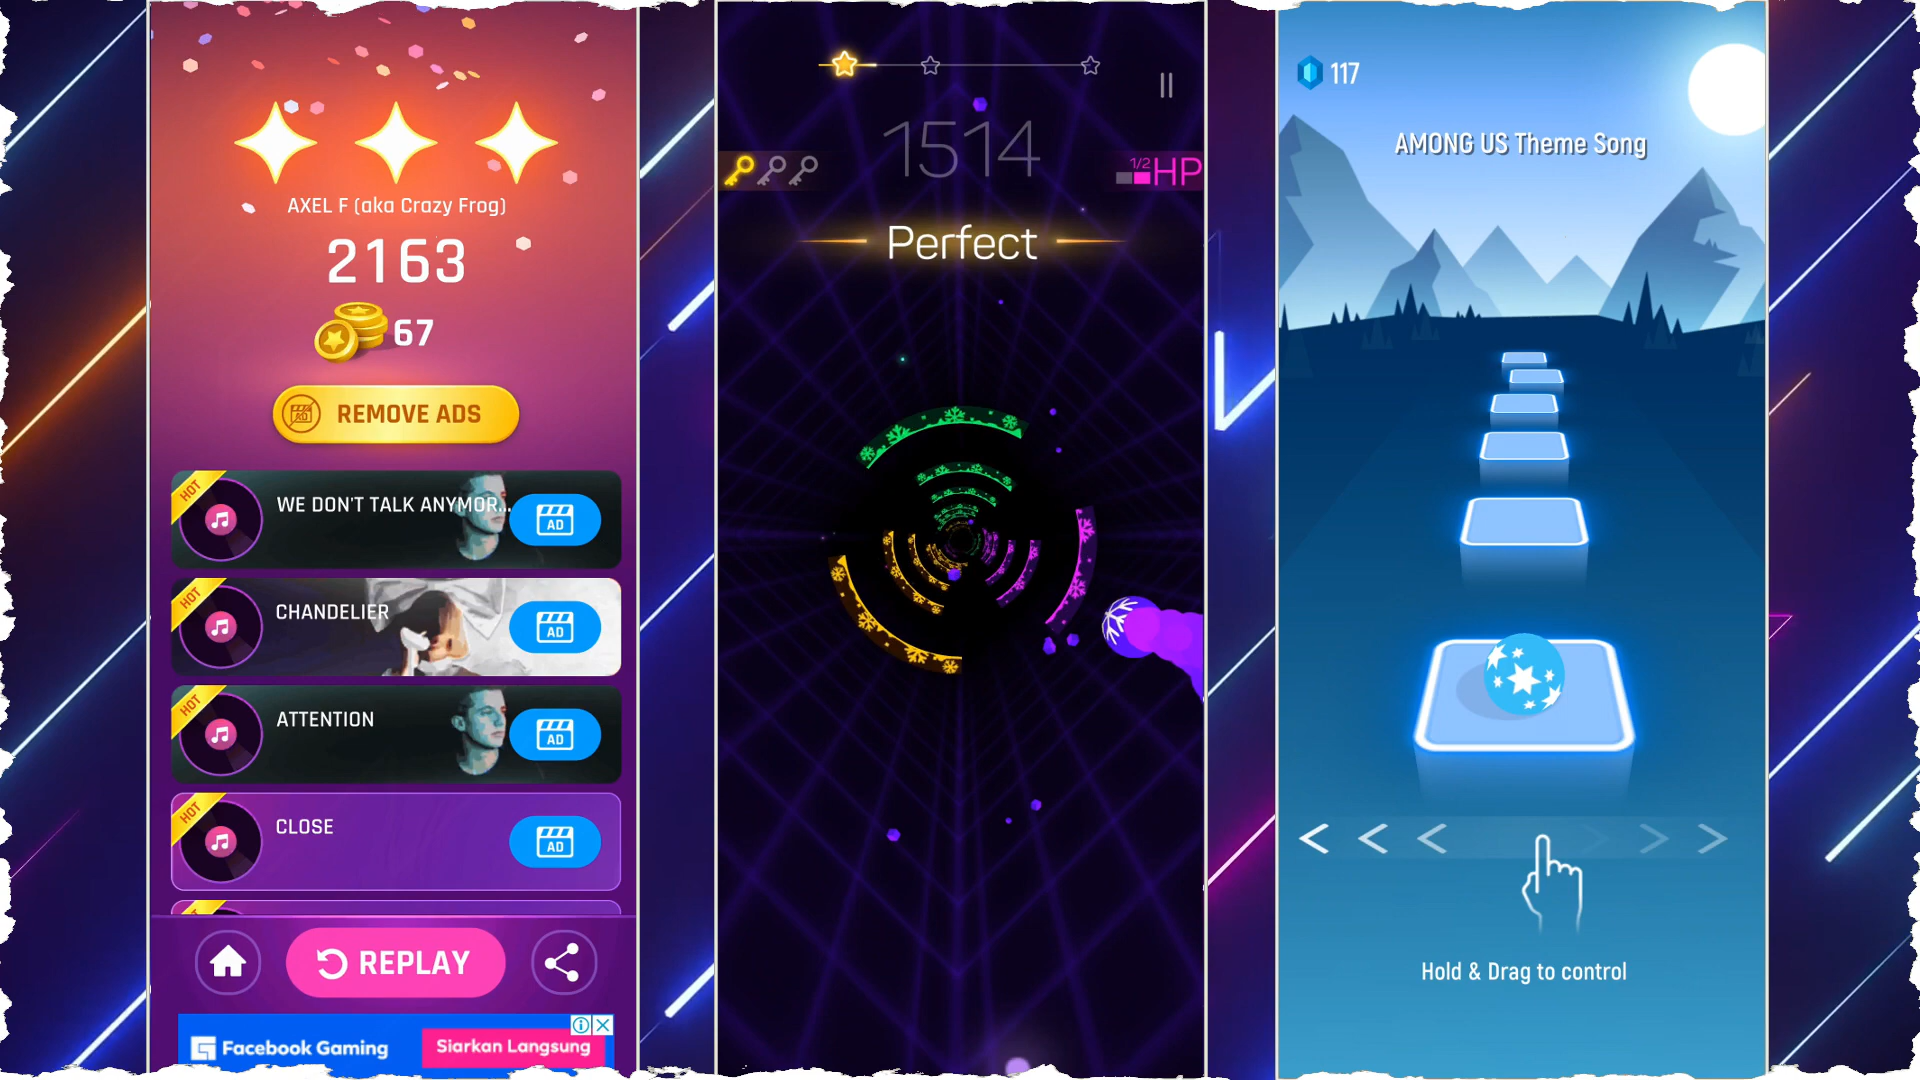 AXEL F (aka Crazy Frog)
2163
67
AD
REMOVE ADS
HOT
WE DON'T TALK ANYMOR...
AD
HOT
CHANDELIER
AD
HOT
ATTENTION
AD
HOT
CLOSE
AD
REPLAY
Facebook Gaming
Siarkan Langsung
1514
1/2
HP
Perfect
117
AMONG US Theme Song
Hold & Drag to control